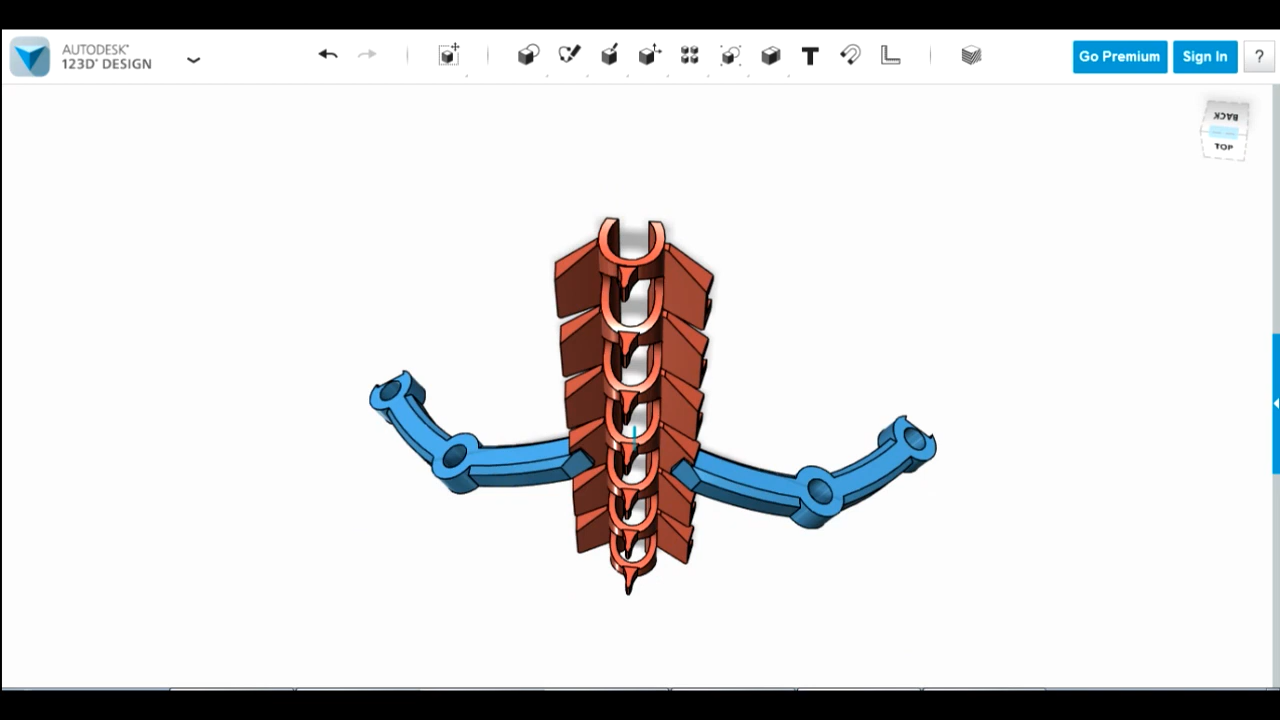 AUTODESK®
123D® DESIGN
T
Go Premium
Sign In
?
BACK
TOP